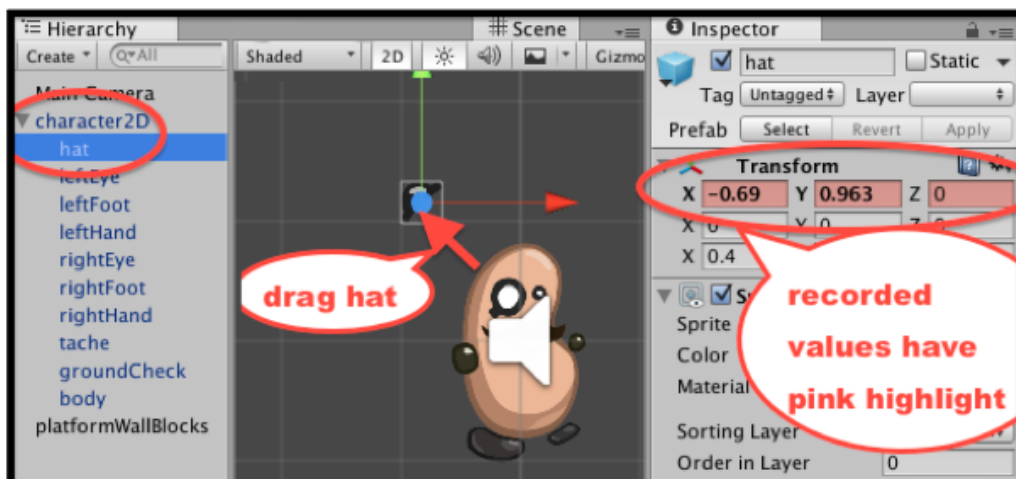 Hierarchy
Create
All
Main Camera
character2D
hat
leftEye
leftFoot
leftHand
rightEye
rightFoot
rightHand
tache
groundCheck
body
platformWallBlocks
Scene
Shaded 2D Gizmo
drag hat
Inspector
hat Static
Tag Untagged Layer
Prefab Select Revert Apply
Transform
X -0.69 Y 0.963 Z 0
X 0 Y 0
X 0.4
Sprite
Color
Material
Sorting Layer
Order in Layer 0
recorded
values have
pink highlight